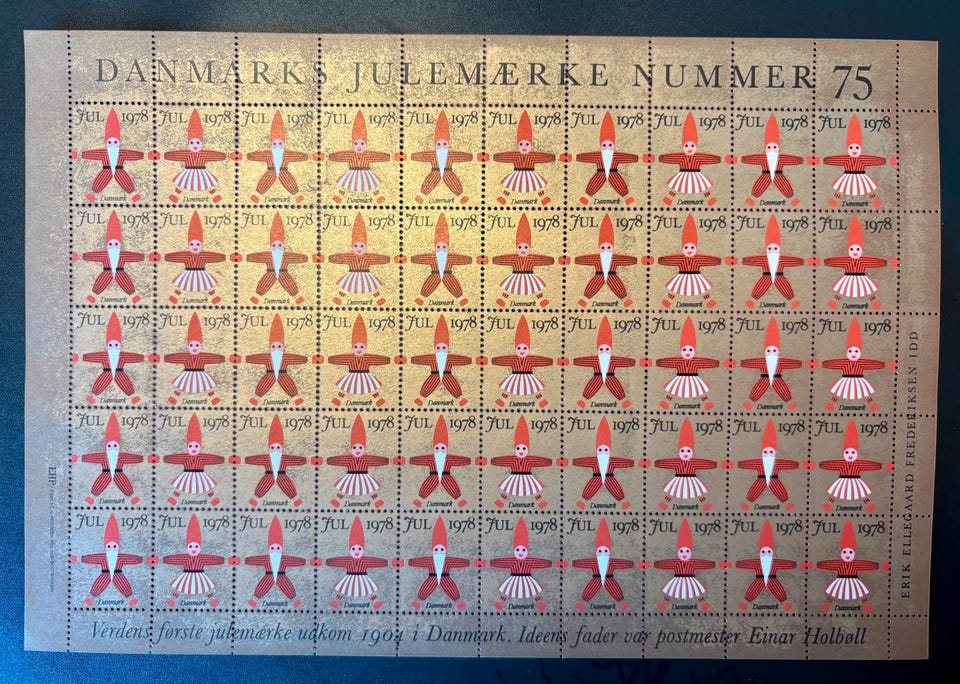 DANMARKS JULEMÆRKE NUMMER 75
JUL 1978 JUL 1978 JUL 1978 JUL 1978 JUL 1978 JUL 1978 JUL 1978 JUL 1978 JUL 1978 JUL 1978
Danmark Danmark Danmark Danmark Danmark Danmark Danmark Danmark Danmark Danmark
JUL 1978 JUL 1978 JUL 1978 JUL 1978 JUL 1978 JUL 1978 JUL 1978 JUL 1978 JUL 1978 JUL 1978
Danmark Danmark Danmark Danmark Danmark Danmark Danmark Danmark Danmark Danmark
JUL 1978 JUL 1978 JUL 1978 JUL 1978 JUL 1978 JUL 1978 JUL 1978 JUL 1978 JUL 1978 JUL 1978
Danmark Danmark Danmark Danmark Danmark Danmark Danmark Danmark Danmark Danmark
JUL 1978 JUL 1978 JUL 1978 JUL 1978 JUL 1978 JUL 1978 JUL 1978 JUL 1978 JUL 1978 JUL 1978
Danmark Danmark Danmark Danmark Danmark Danmark Danmark Danmark Danmark Danmark
JUL 1978 JUL 1978 JUL 1978 JUL 1978 JUL 1978 JUL 1978 JUL 1978 JUL 1978 JUL 1978 JUL 1978
Danmark Danmark Danmark Danmark Danmark Danmark Danmark Danmark Danmark Danmark
Verdens første julemærke udkom 1904 i Danmark. Ideens fader var postmester Einar Holbøll
ERIK ELLEGAARD FREDERIKSEN IDD